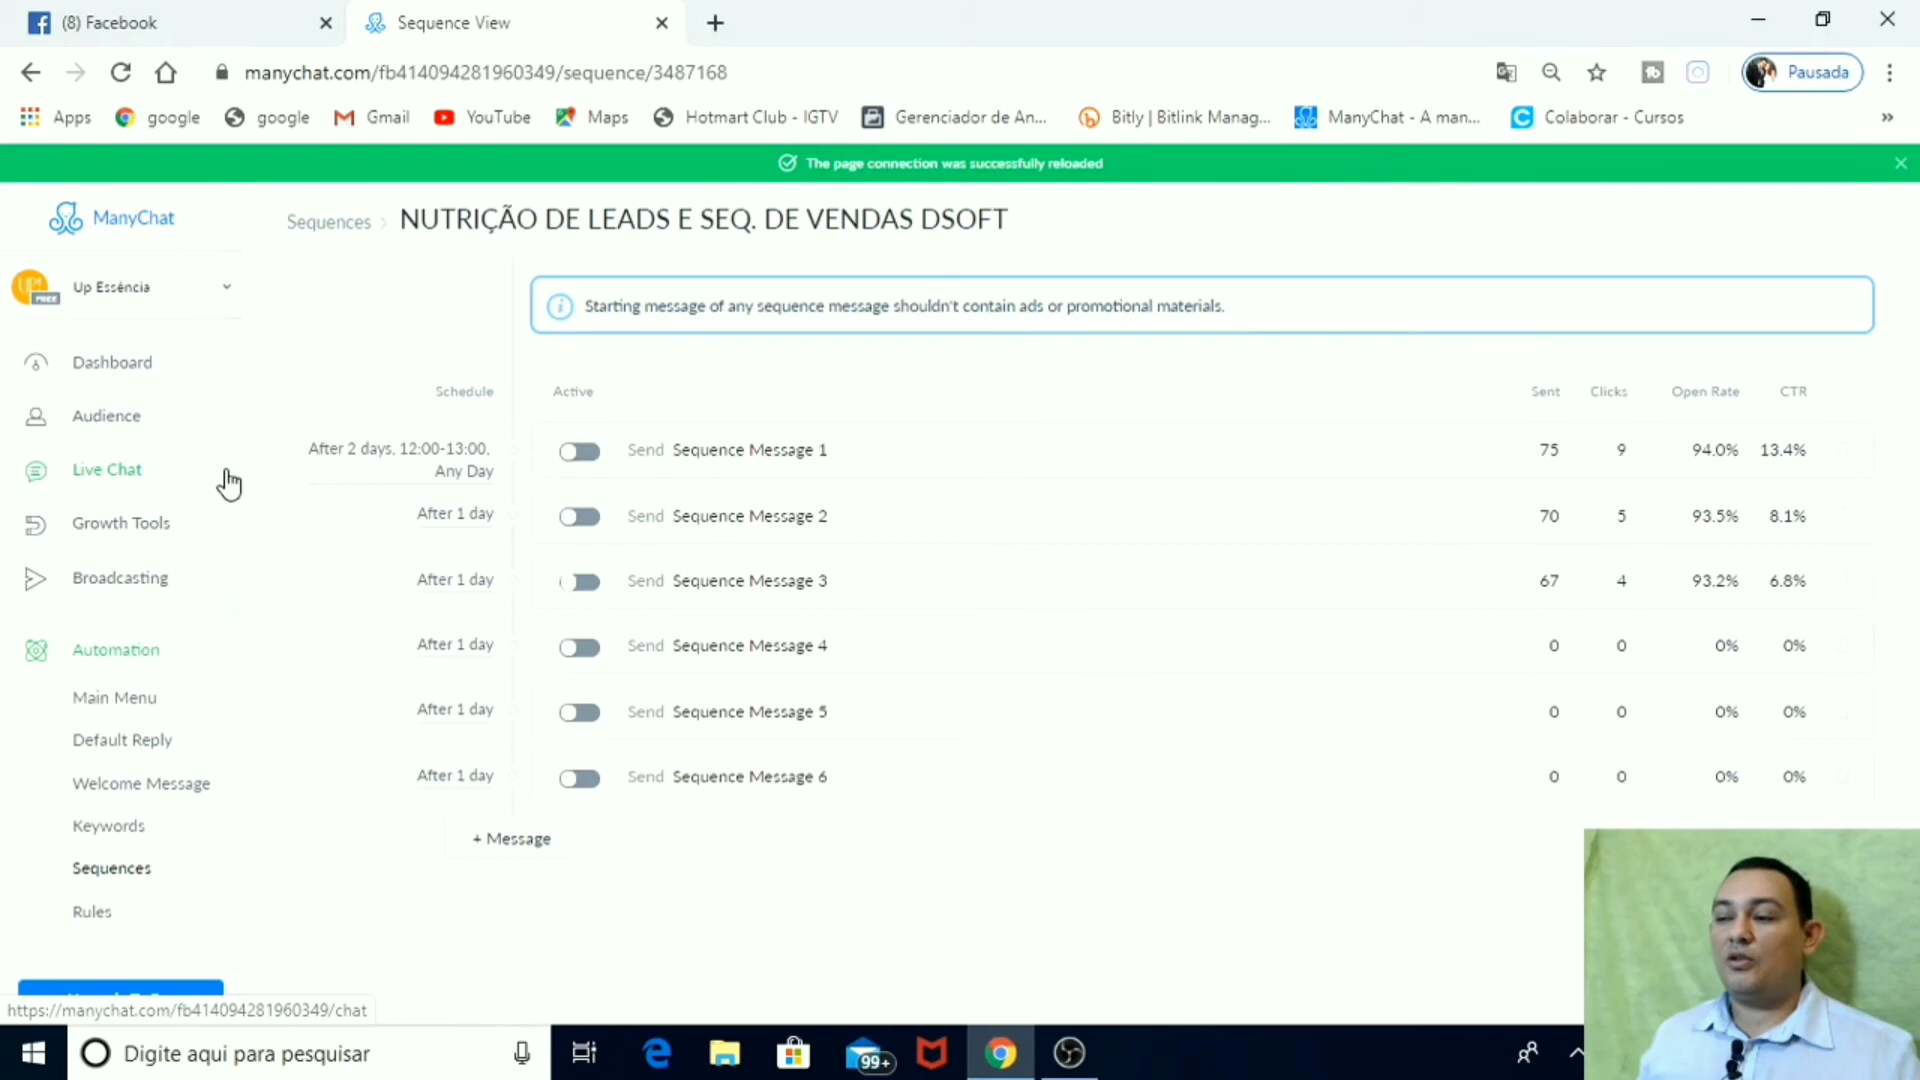 (8) Facebook
Sequence View
manychat.com/fb414094281960349/sequence/3487168
Pausada
Apps
google
google
Gmail
YouTube
Maps
Hotmart Club - IGTV
Gerenciador de An...
Bitly | Bitlink Manag...
ManyChat - A man...
Colaborar - Cursos
»
The page connection was successfully reloaded
ManyChat
Sequences › NUTRIÇÃO DE LEADS E SEQ. DE VENDAS DSOFT
FREE
Up Essência
Starting message of any sequence message shouldn't contain ads or promotional materials.
Dashboard
Audience
Live Chat
Growth Tools
Broadcasting
Automation
Main Menu
Default Reply
Welcome Message
Keywords
Sequences
Rules
Schedule Active Sent Clicks Open Rate CTR
After 2 days, 12:00-13:00,
Any Day
Send Sequence Message 1 75 9 94.0% 13.4%
After 1 day Send Sequence Message 2 70 5 93.5% 8.1%
After 1 day Send Sequence Message 3 67 4 93.2% 6.8%
After 1 day Send Sequence Message 4 0 0 0% 0%
After 1 day Send Sequence Message 5 0 0 0% 0%
After 1 day Send Sequence Message 6 0 0 0% 0%
+ Message
https://manychat.com/fb414094281960349/chat
Digite aqui para pesquisar
99+